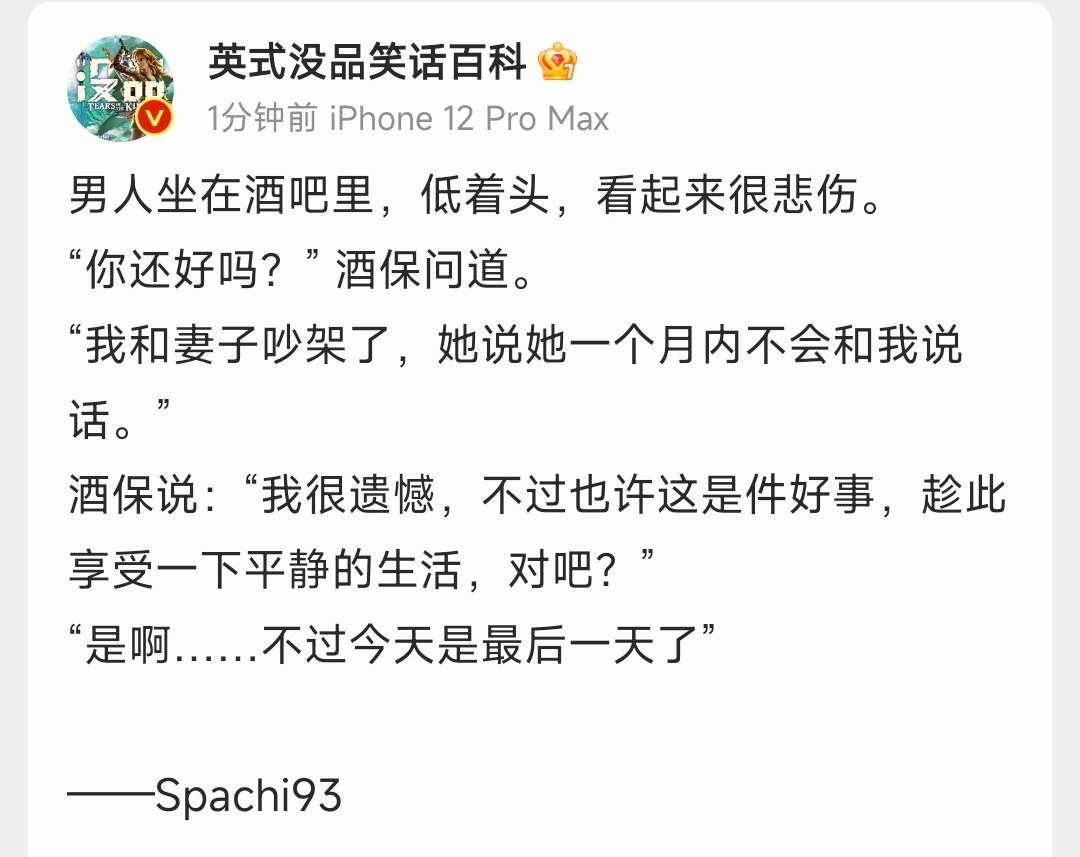 英式没品笑话百科
1分钟前 iPhone 12 Pro Max
男人坐在酒吧里，低着头，看起来很悲伤。
“你还好吗？”酒保问道。
“我和妻子吵架了，她说她一个月内不会和我说
话。”
酒保说：“我很遗憾，不过也许这是件好事，趁此
享受一下平静的生活，对吧？”
“是啊……不过今天是最后一天了”
——Spachi93